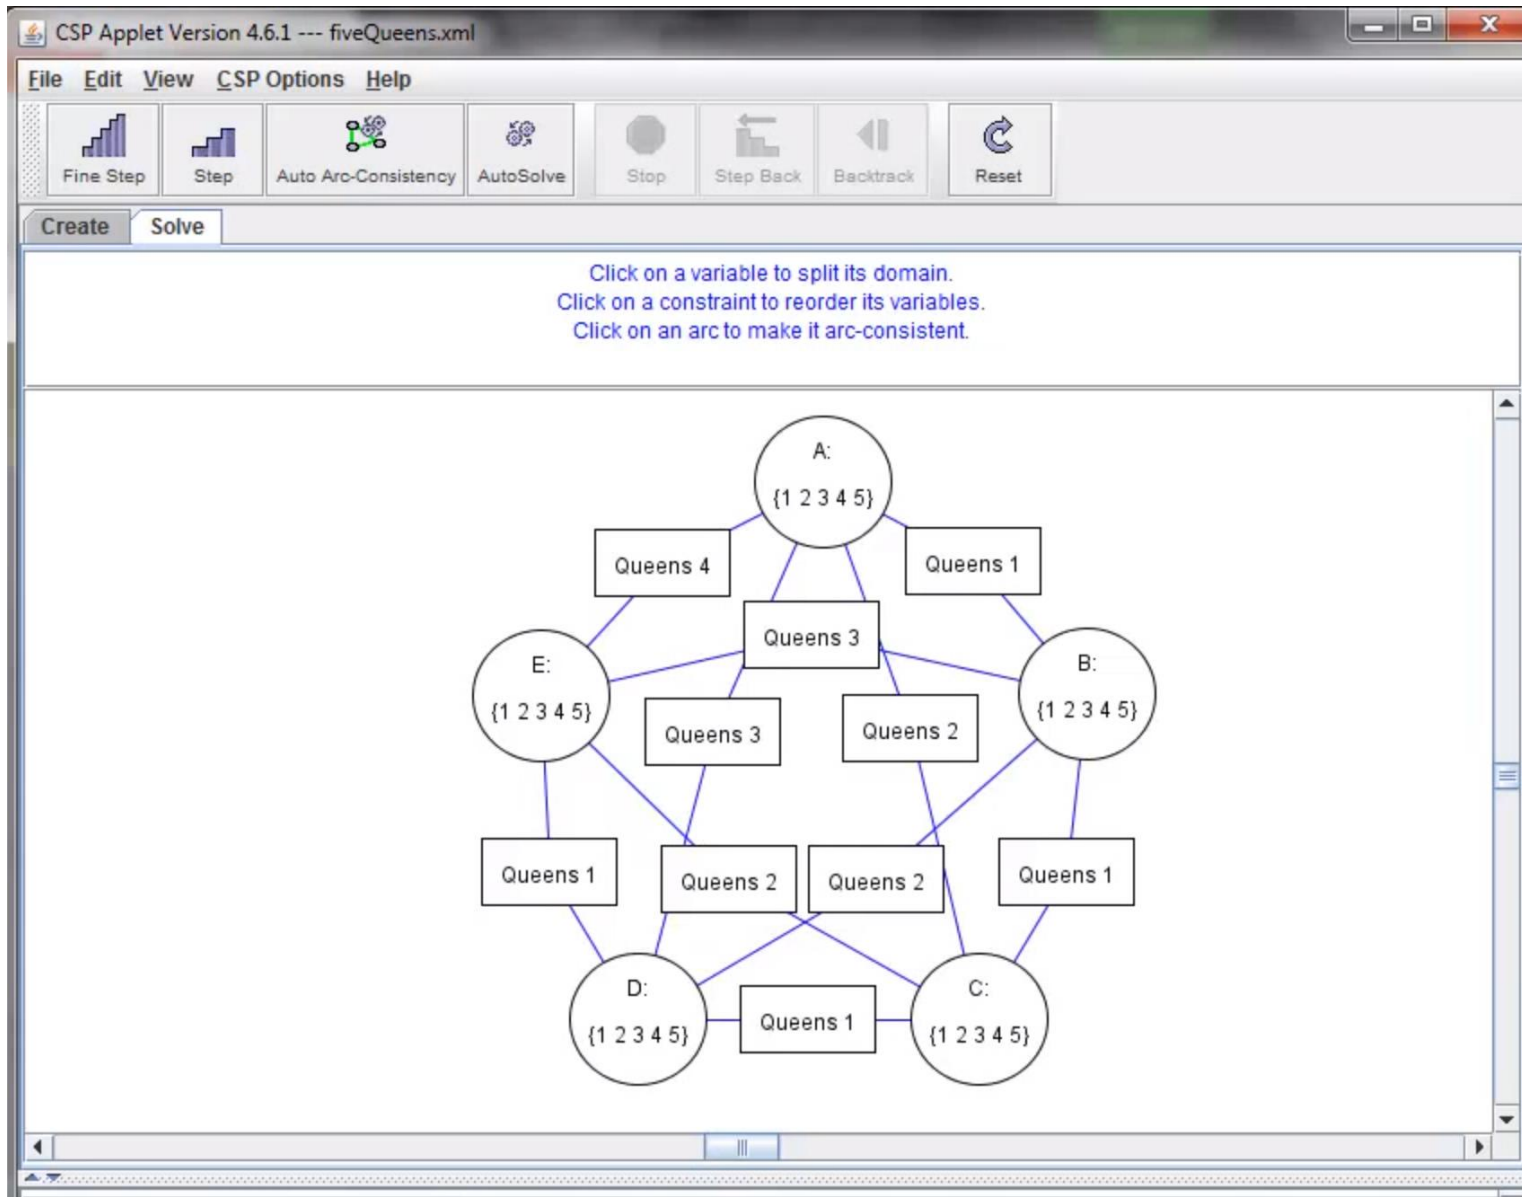 CSP Applet Version 4.6.1 --- fiveQueens.xml
File Edit View CSP Options Help
Fine Step Step Auto Arc-Consistency AutoSolve Stop Step Back Backtrack Reset
Create Solve
Click on a variable to split its domain.
Click on a constraint to reorder its variables.
Click on an arc to make it arc-consistent.
A:
{1 2 3 4 5}
Queens 4
Queens 1
Queens 3
E:
{1 2 3 4 5}
B:
{1 2 3 4 5}
Queens 3
Queens 2
Queens 1
Queens 2
Queens 2
Queens 1
D:
{1 2 3 4 5}
Queens 1
C:
{1 2 3 4 5}